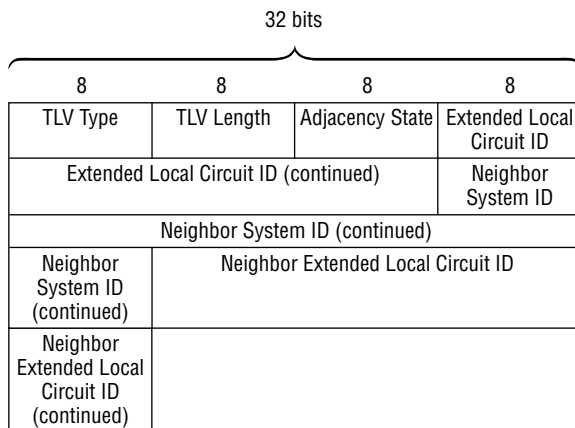 32 bits
8 8 8 8
TLV Type TLV Length Adjacency State Extended Local
Circuit ID
Extended Local Circuit ID (continued) Neighbor
System ID
Neighbor System ID (continued)
Neighbor
System ID
(continued)
Neighbor Extended Local Circuit ID
Neighbor
Extended Local
Circuit ID
(continued)